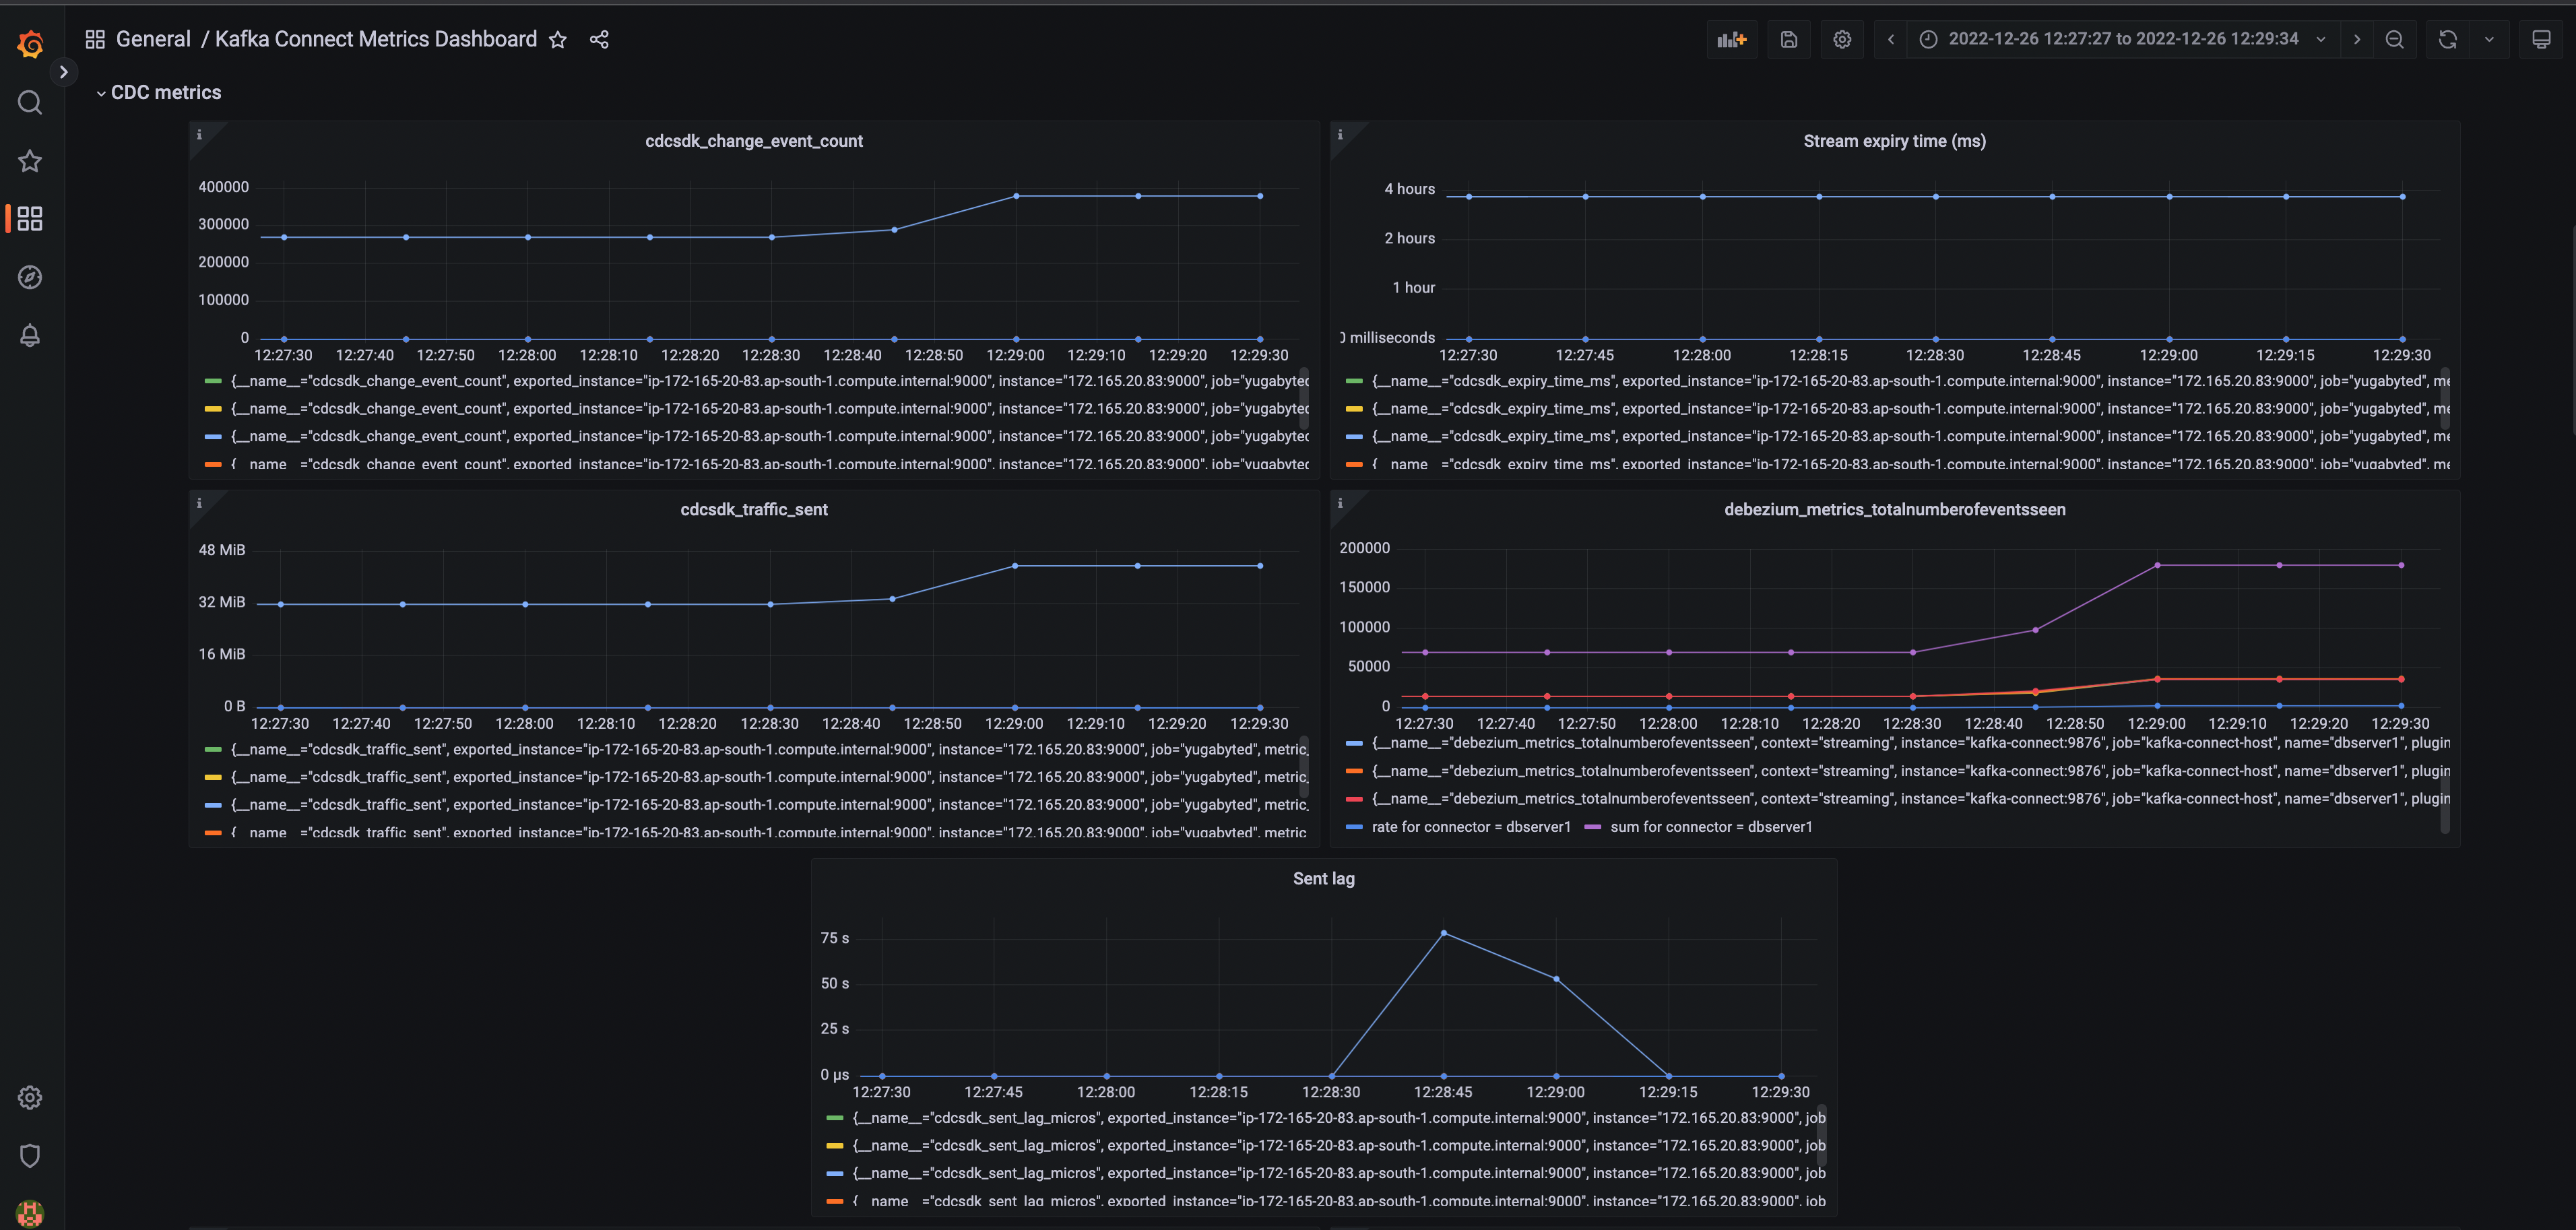 General / Kafka Connect Metrics Dashboard
2022-12-26 12:27:27 to 2022-12-26 12:29:34
CDC metrics
cdcsdk_change_event_count
400000
300000
200000
100000
0
12:27:30 12:27:40 12:27:50 12:28:00 12:28:10 12:28:20 12:28:30 12:28:40 12:28:50 12:29:00 12:29:10 12:29:20 12:29:30
{__name__="cdcsdk_change_event_count", exported_instance="ip-172-165-20-83.ap-south-1.compute.internal:9000", instance="172.165.20.83:9000", job="yugabyted
{__name__="cdcsdk_change_event_count", exported_instance="ip-172-165-20-83.ap-south-1.compute.internal:9000", instance="172.165.20.83:9000", job="yugabyted
{__name__="cdcsdk_change_event_count", exported_instance="ip-172-165-20-83.ap-south-1.compute.internal:9000", instance="172.165.20.83:9000", job="yugabyted
{__name__="cdcsdk_change_event_count", exported_instance="ip-172-165-20-83.ap-south-1.compute.internal:9000", instance="172.165.20.83:9000", job="yugabyted
Stream expiry time (ms)
4 hours
2 hours
1 hour
0 milliseconds
12:27:30 12:27:45 12:28:00 12:28:15 12:28:30 12:28:45 12:29:00 12:29:15 12:29:30
{__name__="cdcsdk_expiry_time_ms", exported_instance="ip-172-165-20-83.ap-south-1.compute.internal:9000", instance="172.165.20.83:9000", job="yugabyted", me
{__name__="cdcsdk_expiry_time_ms", exported_instance="ip-172-165-20-83.ap-south-1.compute.internal:9000", instance="172.165.20.83:9000", job="yugabyted", me
{__name__="cdcsdk_expiry_time_ms", exported_instance="ip-172-165-20-83.ap-south-1.compute.internal:9000", instance="172.165.20.83:9000", job="yugabyted", me
{__name__="cdcsdk_expiry_time_ms", exported_instance="ip-172-165-20-83.ap-south-1.compute.internal:9000", instance="172.165.20.83:9000", job="yugabyted", me
cdcsdk_traffic_sent
48 MiB
32 MiB
16 MiB
0 B
12:27:30 12:27:40 12:27:50 12:28:00 12:28:10 12:28:20 12:28:30 12:28:40 12:28:50 12:29:00 12:29:10 12:29:20 12:29:30
{__name__="cdcsdk_traffic_sent", exported_instance="ip-172-165-20-83.ap-south-1.compute.internal:9000", instance="172.165.20.83:9000", job="yugabyted", metric_
{__name__="cdcsdk_traffic_sent", exported_instance="ip-172-165-20-83.ap-south-1.compute.internal:9000", instance="172.165.20.83:9000", job="yugabyted", metric_
{__name__="cdcsdk_traffic_sent", exported_instance="ip-172-165-20-83.ap-south-1.compute.internal:9000", instance="172.165.20.83:9000", job="yugabyted", metric_
{__name__="cdcsdk_traffic_sent", exported_instance="ip-172-165-20-83.ap-south-1.compute.internal:9000", instance="172.165.20.83:9000", job="yugabyted", metric
debezium_metrics_totalnumberofeventsseen
200000
150000
100000
50000
0
12:27:30 12:27:40 12:27:50 12:28:00 12:28:10 12:28:20 12:28:30 12:28:40 12:28:50 12:29:00 12:29:10 12:29:20 12:29:30
{__name__="debezium_metrics_totalnumberofeventsseen", context="streaming", instance="kafka-connect:9876", job="kafka-connect-host", name="dbserver1", plugin
{__name__="debezium_metrics_totalnumberofeventsseen", context="streaming", instance="kafka-connect:9876", job="kafka-connect-host", name="dbserver1", plugin
{__name__="debezium_metrics_totalnumberofeventsseen", context="streaming", instance="kafka-connect:9876", job="kafka-connect-host", name="dbserver1", plugin
rate for connector = dbserver1 sum for connector = dbserver1
Sent lag
75 s
50 s
25 s
0 µs
12:27:30 12:27:45 12:28:00 12:28:15 12:28:30 12:28:45 12:29:00 12:29:15 12:29:30
{__name__="cdcsdk_sent_lag_micros", exported_instance="ip-172-165-20-83.ap-south-1.compute.internal:9000", instance="172.165.20.83:9000", job
{__name__="cdcsdk_sent_lag_micros", exported_instance="ip-172-165-20-83.ap-south-1.compute.internal:9000", instance="172.165.20.83:9000", job
{__name__="cdcsdk_sent_lag_micros", exported_instance="ip-172-165-20-83.ap-south-1.compute.internal:9000", instance="172.165.20.83:9000", job
{__name__="cdcsdk_sent_lag_micros", exported_instance="ip-172-165-20-83.ap-south-1.compute.internal:9000", instance="172.165.20.83:9000", job